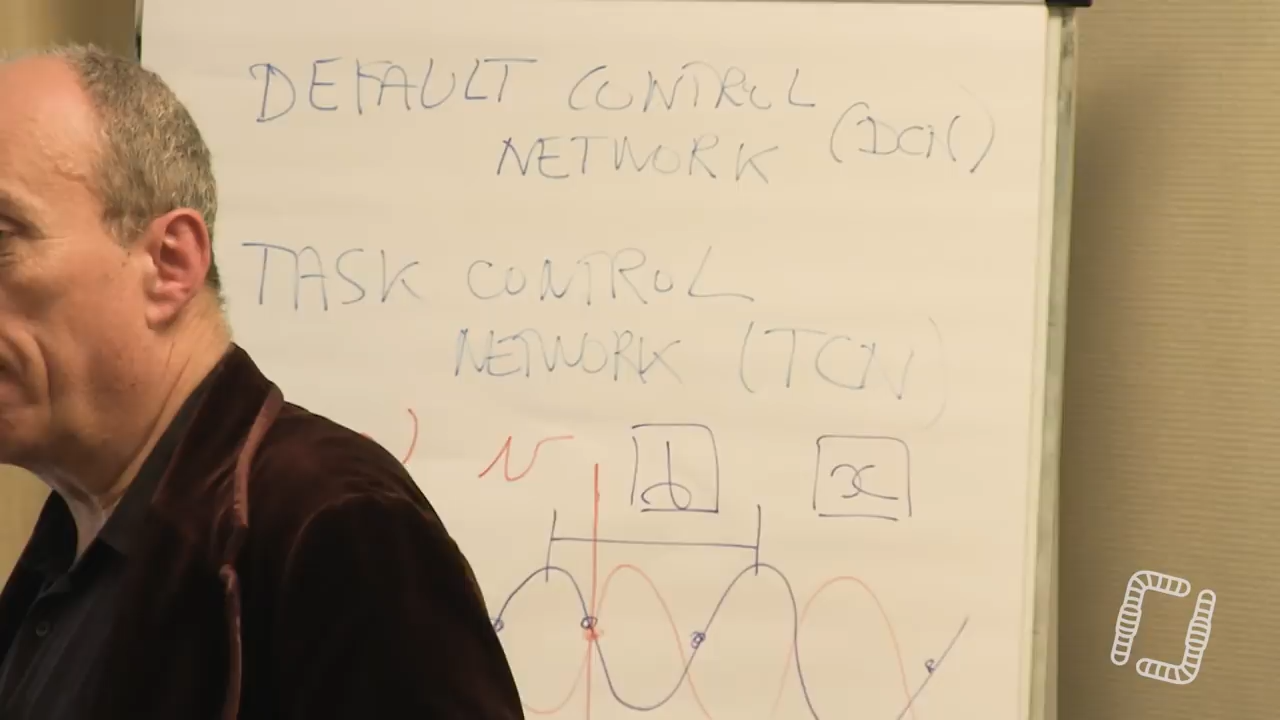 DEFAULT CONTROL
NETWORK (DCN)
TASK CONTROL
NETWORK (TCN)
x